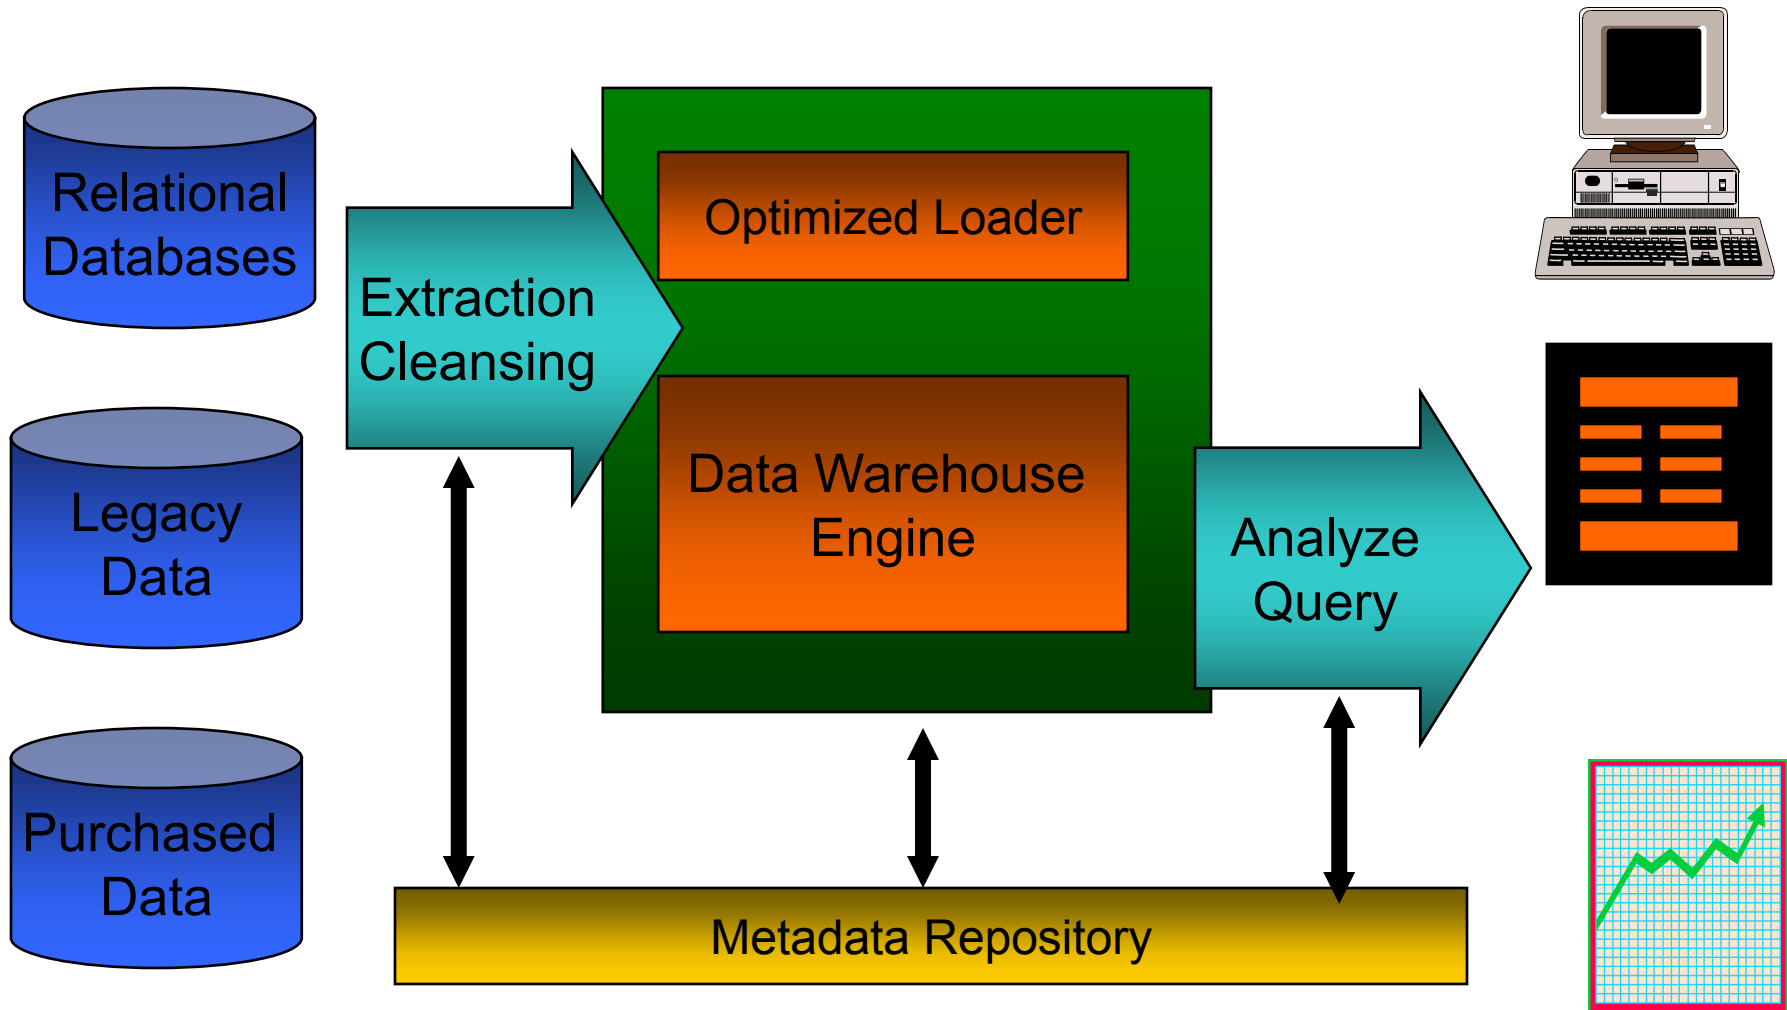 Relational
Databases
Legacy
Data
Purchased
Data
Extraction
Cleansing
Optimized Loader
Data Warehouse
Engine
Analyze
Query
Metadata Repository